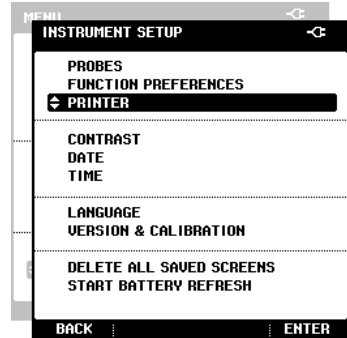 MENU
INSTRUMENT SETUP
PROBES
FUNCTION PREFERENCES
PRINTER
CONTRAST
DATE
TIME
LANGUAGE
VERSION & CALIBRATION
DELETE ALL SAVED SCREENS
START BATTERY REFRESH
BACK
ENTER